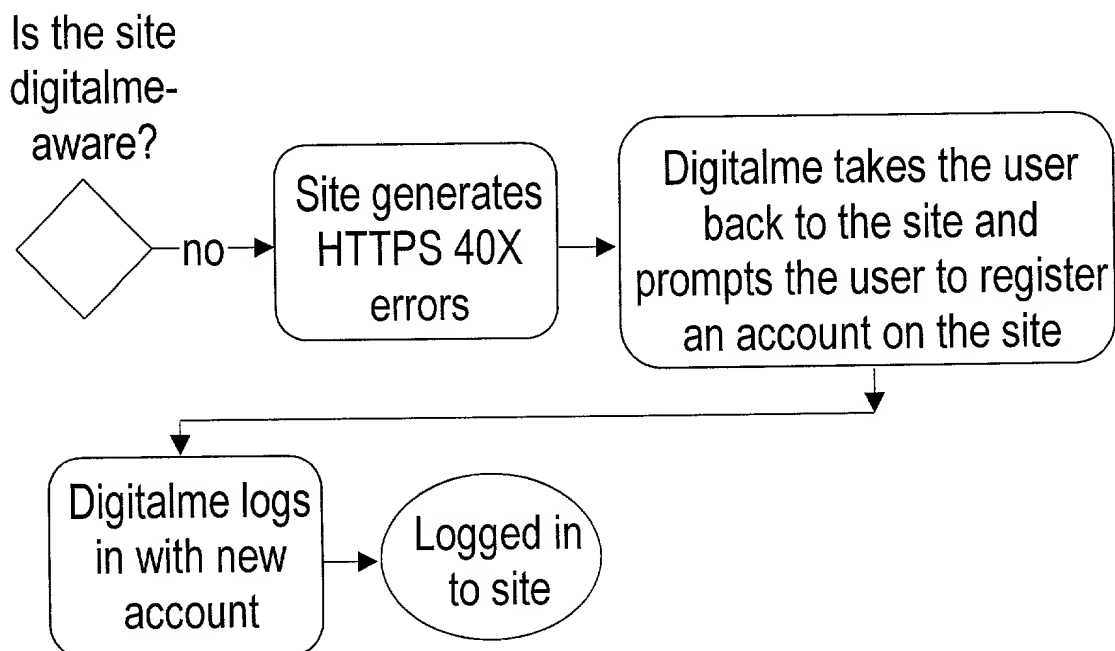 Is the site
digitalme-
aware?
no
Site generates
HTTPS 40X
errors
Digitalme takes the user
back to the site and
prompts the user to register
an account on the site
Digitalme logs
in with new
account
Logged in
to site